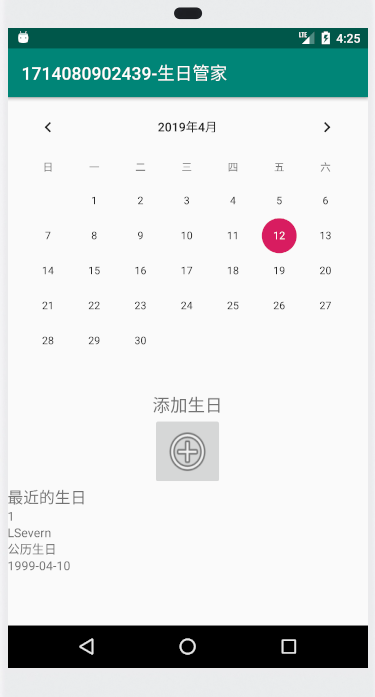 LTE 4:25
1714080902439-生日管家
2019年4月
日 一 二 三 四 五 六
1 2 3 4 5 6
7 8 9 10 11 12 13
14 15 16 17 18 19 20
21 22 23 24 25 26 27
28 29 30
添加生日
最近的生日
1
LSevern
公历生日
1999-04-10